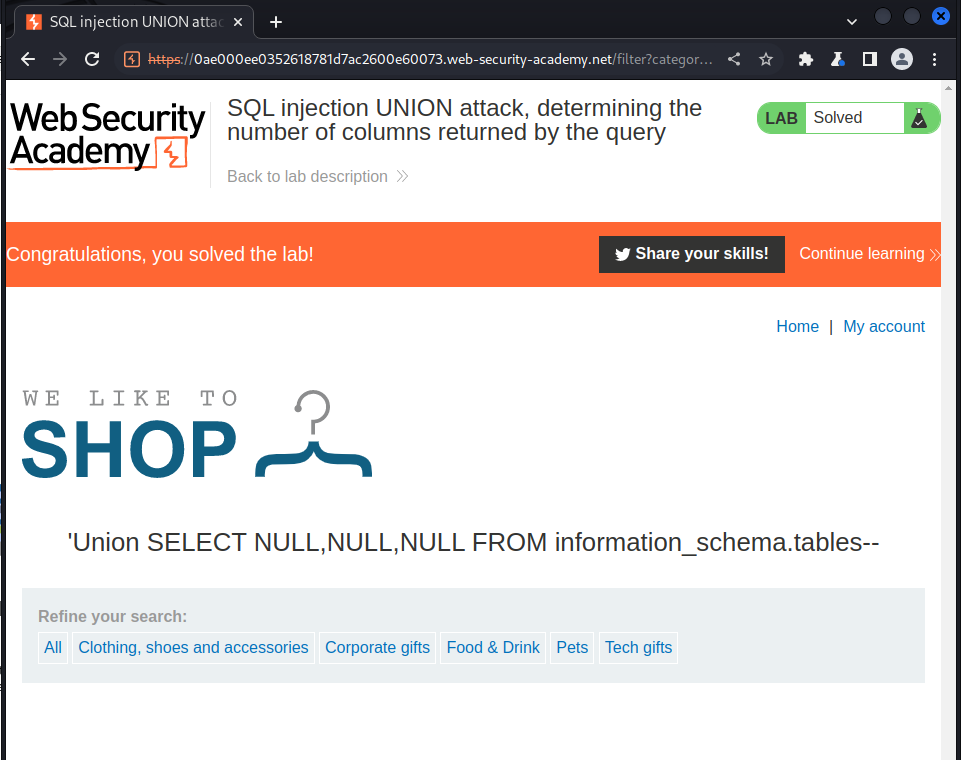 SQL injection UNION attac
https://0ae000ee0352618781d7ac2600e60073.web-security-academy.net/filter?categor...
Web Security
Academy
SQL injection UNION attack, determining the
number of columns returned by the query
Back to lab description
LAB Solved
Congratulations, you solved the lab!
Share your skills!
Continue learning
Home | My account
WE LIKE TO
SHOP
'Union SELECT NULL,NULL,NULL FROM information_schema.tables--
Refine your search:
All Clothing, shoes and accessories Corporate gifts Food & Drink Pets Tech gifts